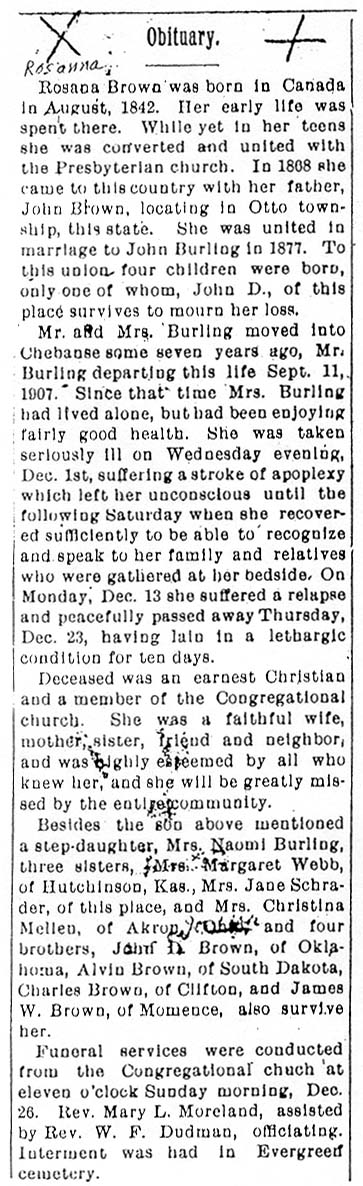 Obituary.
Rosanna
Rosana Brown was born in Canada
in August, 1842. Her early life was
spent there. While yet in her teens
she was converted and united with
the Presbyterian church. In 1868 she
came to this country with her father,
John Brown, locating in Otto town-
ship, this state. She was united in
marriage to John Burling in 1877. To
this union four children were born,
only one of whom, John D., of this
place survives to mourn her loss.
Mr. and Mrs. Burling moved into
Chebanse some seven years ago, Mr.
Burling departing this life Sept. 11,
1907. Since that time Mrs. Burling
had lived alone, but had been enjoying
fairly good health. She was taken
seriously ill on Wednesday evening,
Dec. 1st, suffering a stroke of apoplexy
which left her unconscious until the
following Saturday when she recover-
ed sufficiently to be able to recognize
and speak to her family and relatives
who were gathered at her bedside. On
Monday, Dec. 13 she suffered a relapse
and peacefully passed away Thursday,
Dec. 23, having lain in a lethargic
condition for ten days.
Deceased was an earnest Christian
and a member of the Congregational
church. She was a faithful wife,
mother, sister, friend and neighbor,
and was highly esteemed by all who
knew her, and she will be greatly mis-
sed by the entire community.
Besides the son above mentioned
a step-daughter, Mrs. Naomi Burling,
three sisters, Mrs. Margaret Webb,
of Hutchinson, Kas., Mrs. Jane Schra-
der, of this place, and Mrs. Christina
Mellen, of Akron, and four
brothers, John D. Brown, of Okla-
homa, Alvin Brown, of South Dakota,
Charles Brown, of Clifton, and James
W. Brown, of Momence, also survive
her.
Funeral services were conducted
from the Congregational chuch at
eleven o'clock Sunday morning, Dec.
26. Rev. Mary L. Moreland, assisted
by Rev. W. F. Dudman, officiating.
Interment was had in Evergreen
cemetery.